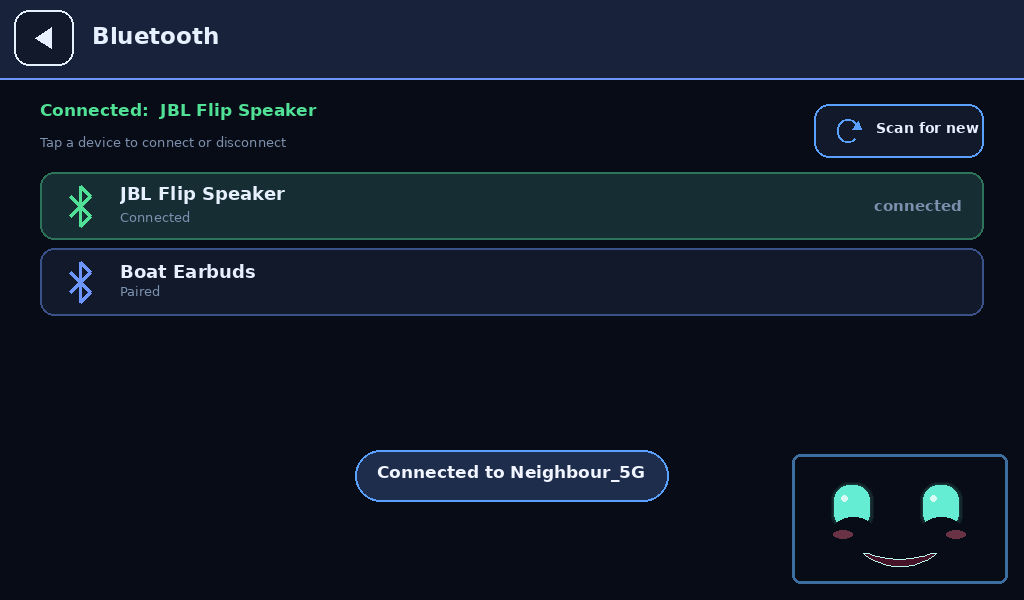 Bluetooth
Connected: JBL Flip Speaker
Tap a device to connect or disconnect
Scan for new
JBL Flip Speaker
Connected
connected
Boat Earbuds
Paired
Connected to Neighbour_5G